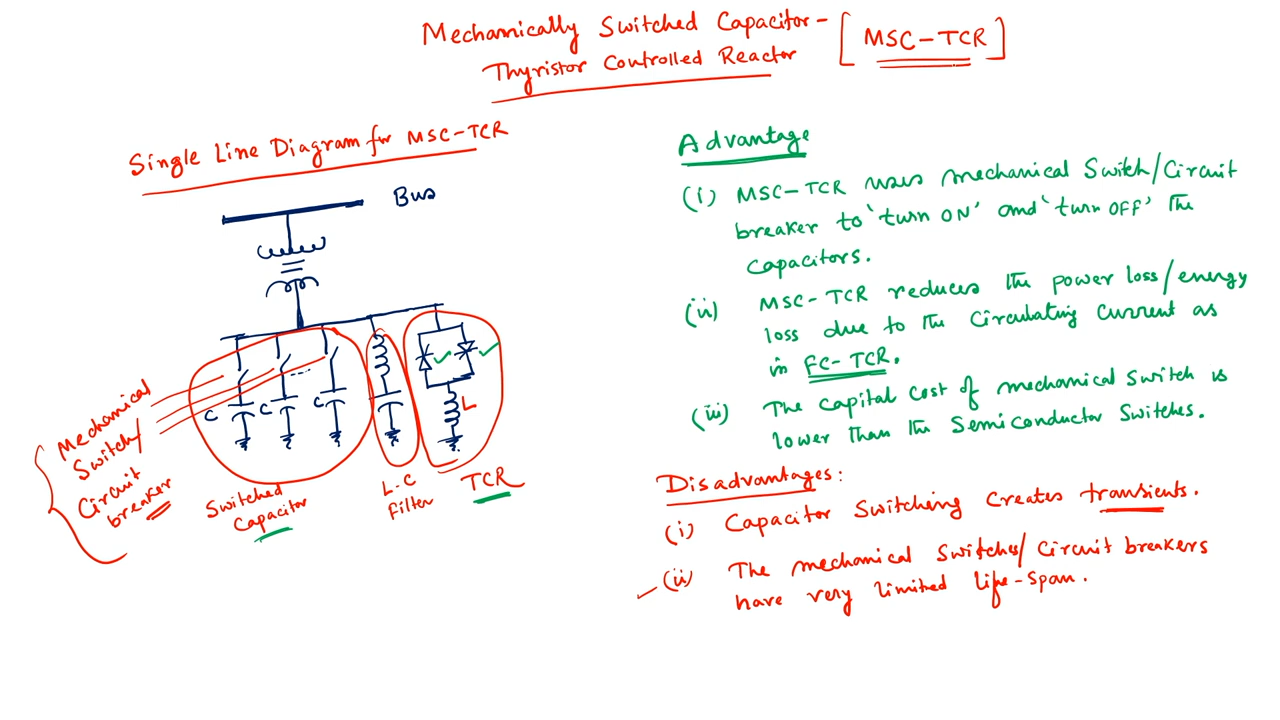 Mechanically Switched Capacitor-
Thyristor Controlled Reactor
[MSC-TCR]
Single Line Diagram for MSC-TCR
Bus
C
C
C
L
Mechanical
Switch/
Circuit
breaker
Switched
Capacitor
L-C
Filter
TCR
Advantage
(i) MSC-TCR uses mechanical Switch/Circuit
breaker to 'turn ON' and 'turn OFF' the
capacitors.
(ii) MSC-TCR reduces the power loss/energy
loss due to the Circulating Current as
in FC-TCR.
(iii) The capital cost of mechanical switch is
lower than the Semiconductor Switches.
Disadvantages:
(i) Capacitor Switching Creates transients.
(ii) The mechanical Switches/Circuit breakers
have very limited life-span.